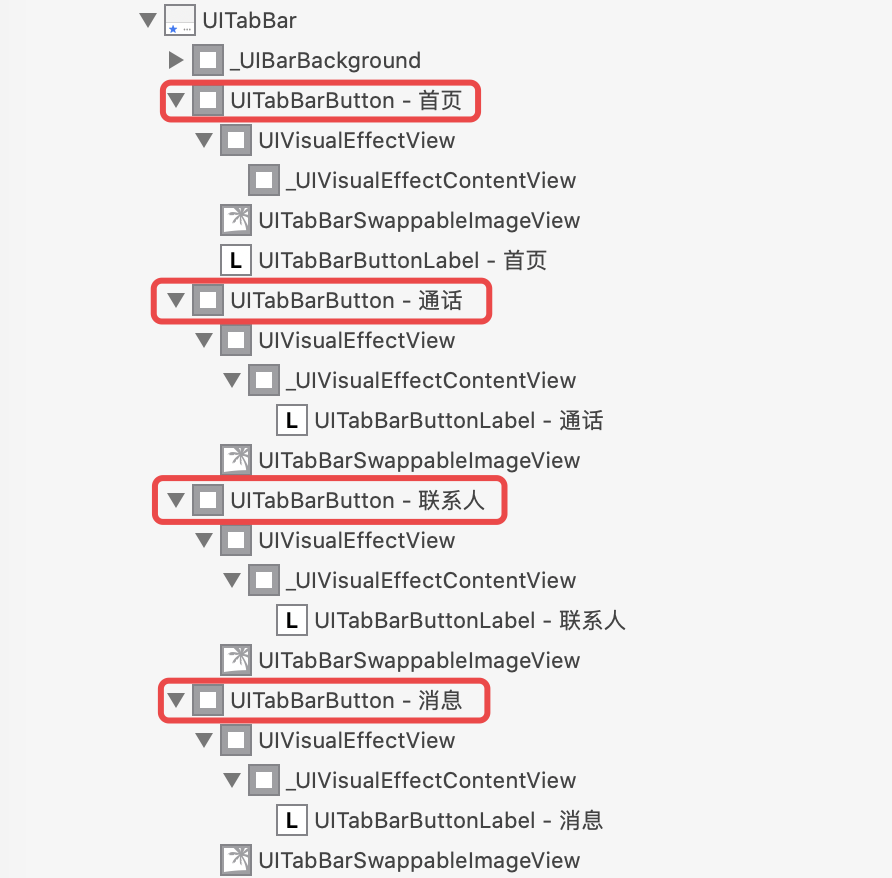 UITabBar
_UIBarBackground
UITabBarButton - 首页
UIVisualEffectView
_UIVisualEffectContentView
UITabBarSwappableImageView
L UITabBarButtonLabel - 首页
UITabBarButton - 通话
UIVisualEffectView
_UIVisualEffectContentView
L UITabBarButtonLabel - 通话
UITabBarSwappableImageView
UITabBarButton - 联系人
UIVisualEffectView
_UIVisualEffectContentView
L UITabBarButtonLabel - 联系人
UITabBarSwappableImageView
UITabBarButton - 消息
UIVisualEffectView
_UIVisualEffectContentView
L UITabBarButtonLabel - 消息
UITabBarSwappableImageView